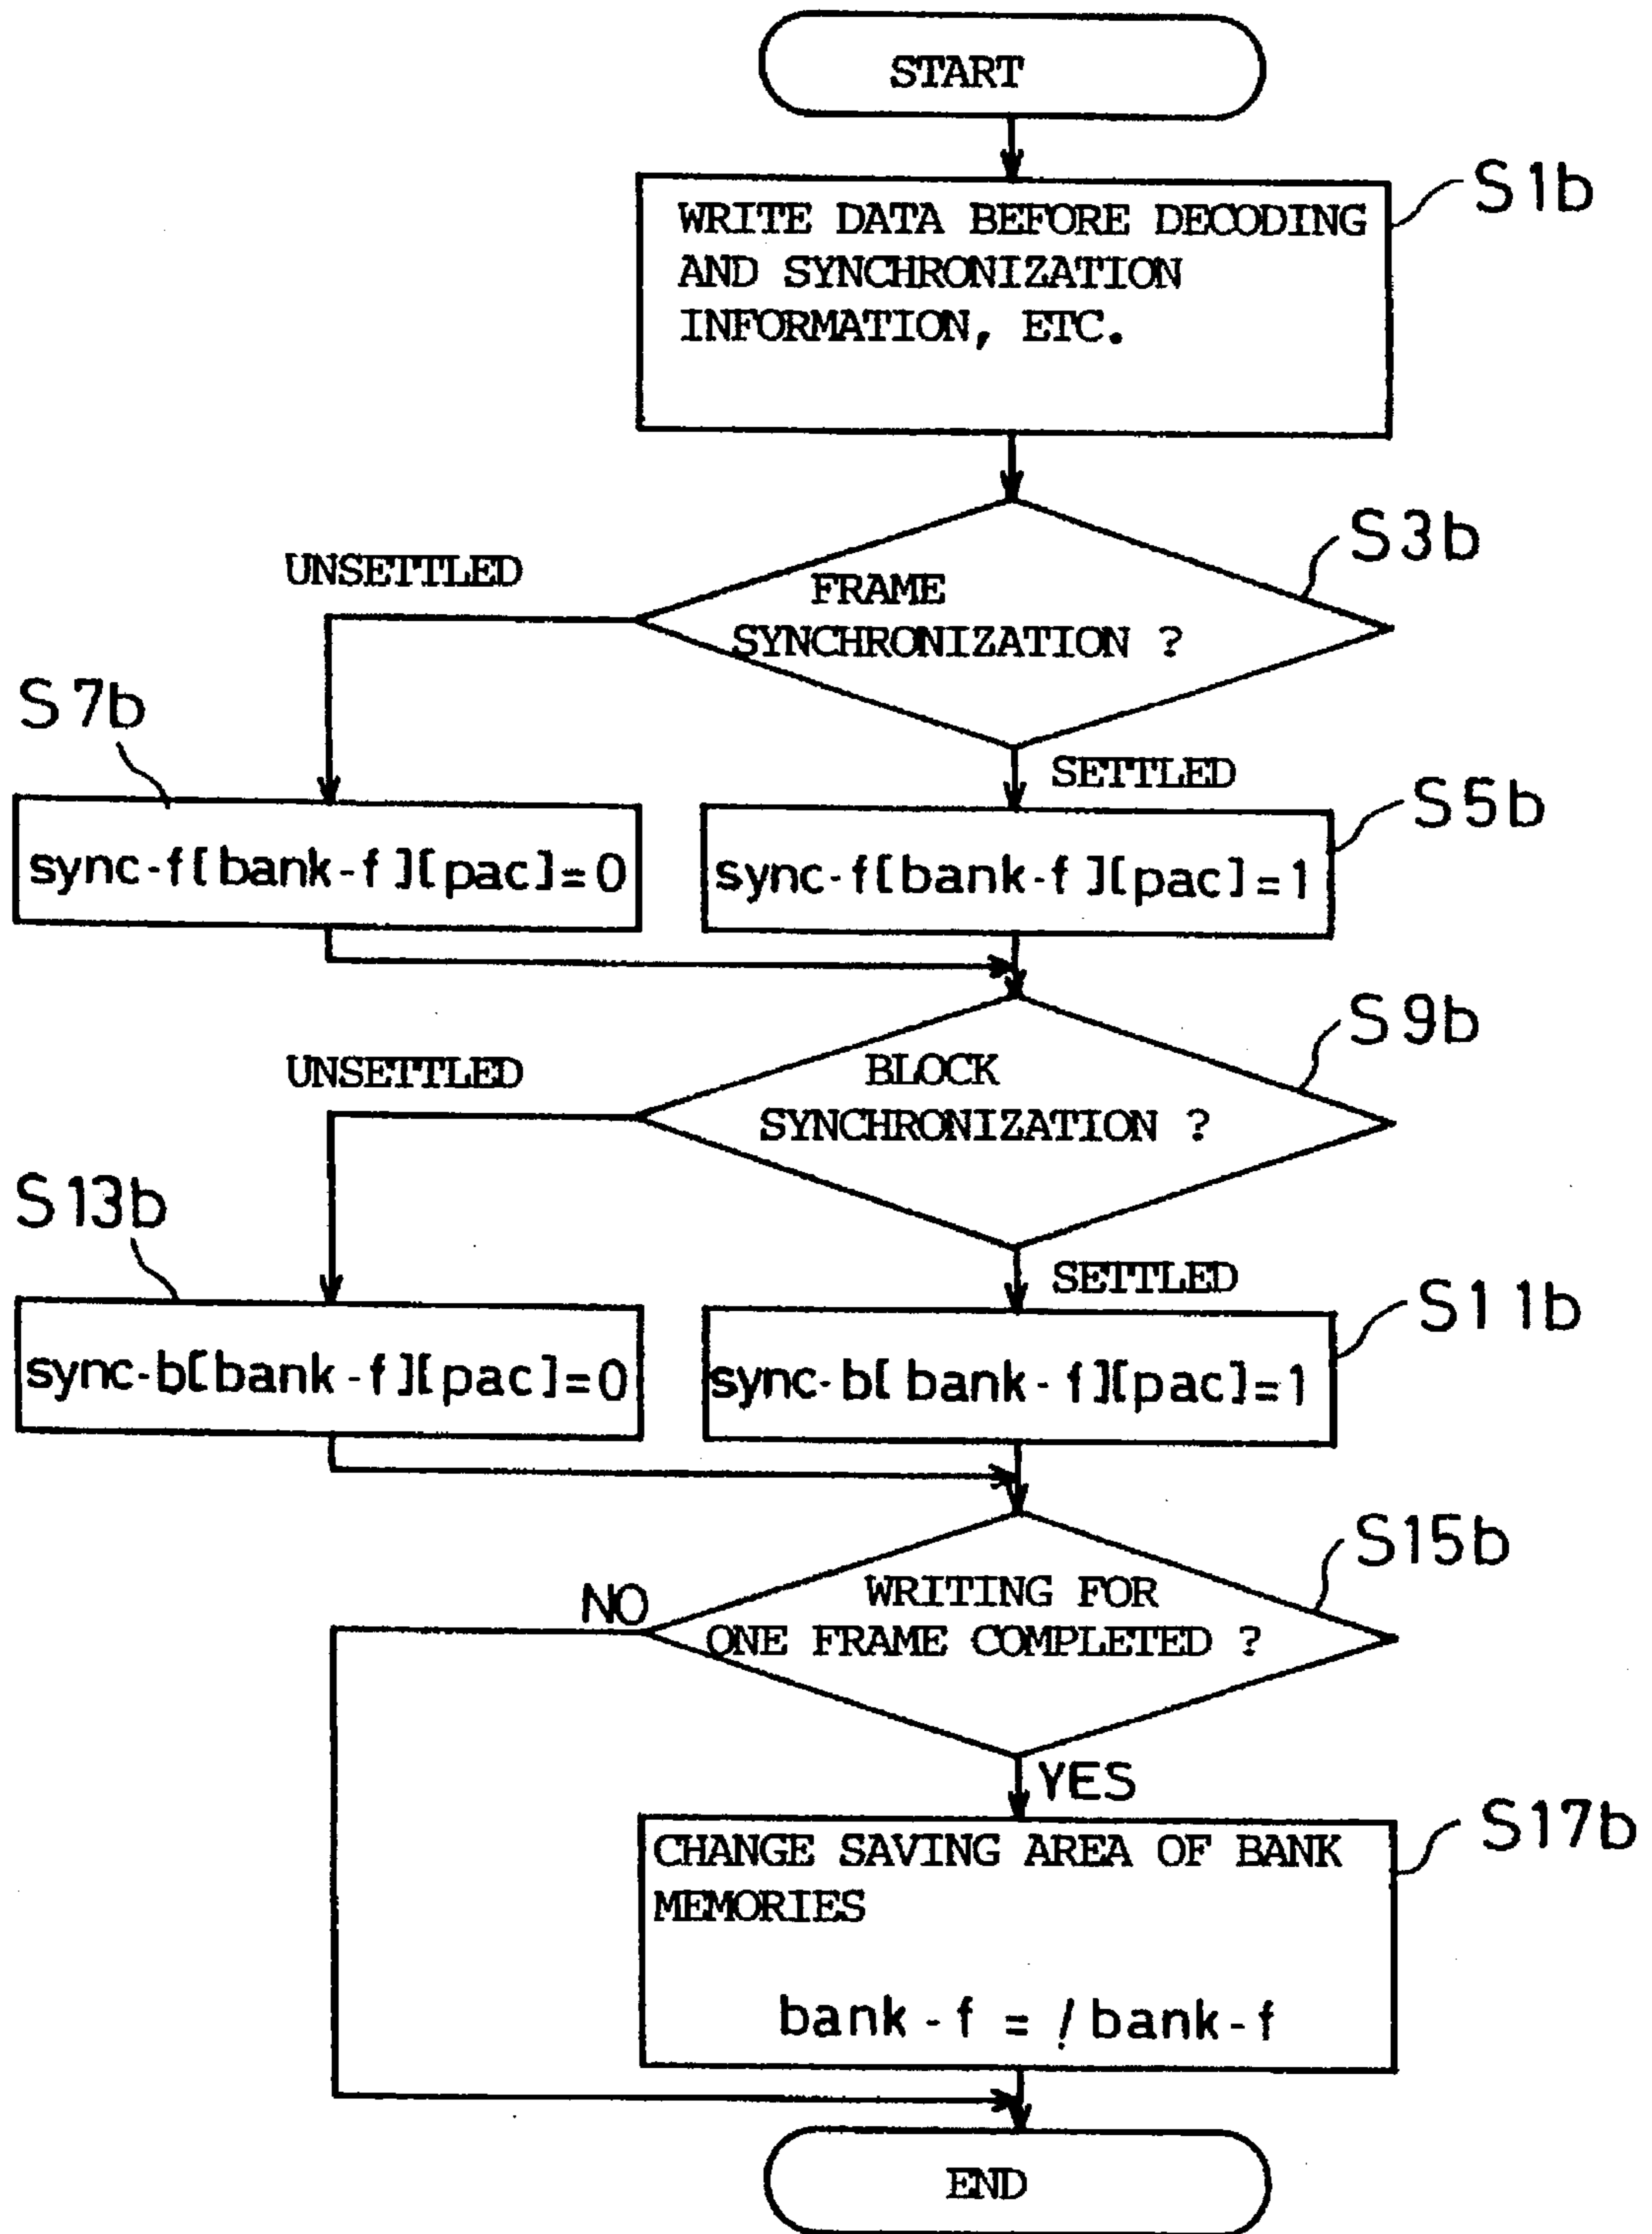 START
S1b
WRITE DATA BEFORE DECODING
AND SYNCHRONIZATION
INFORMATION, ETC.
S3b
UNSETTLED
FRAME
SYNCHRONIZATION ?
S7b
SETTLED
S5b
sync-f[bank-f][pac]=0
sync-f[bank-f][pac]=1
S9b
UNSETTLED
BLOCK
SYNCHRONIZATION ?
S13b
SETTLED
S11b
sync-b[bank-f][pac]=0
sync-b[bank-f][pac]=1
S15b
NO
WRITING FOR
ONE FRAME COMPLETED ?
YES
S17b
CHANGE SAVING AREA OF BANK
MEMORIES
bank-f = !bank-f
END